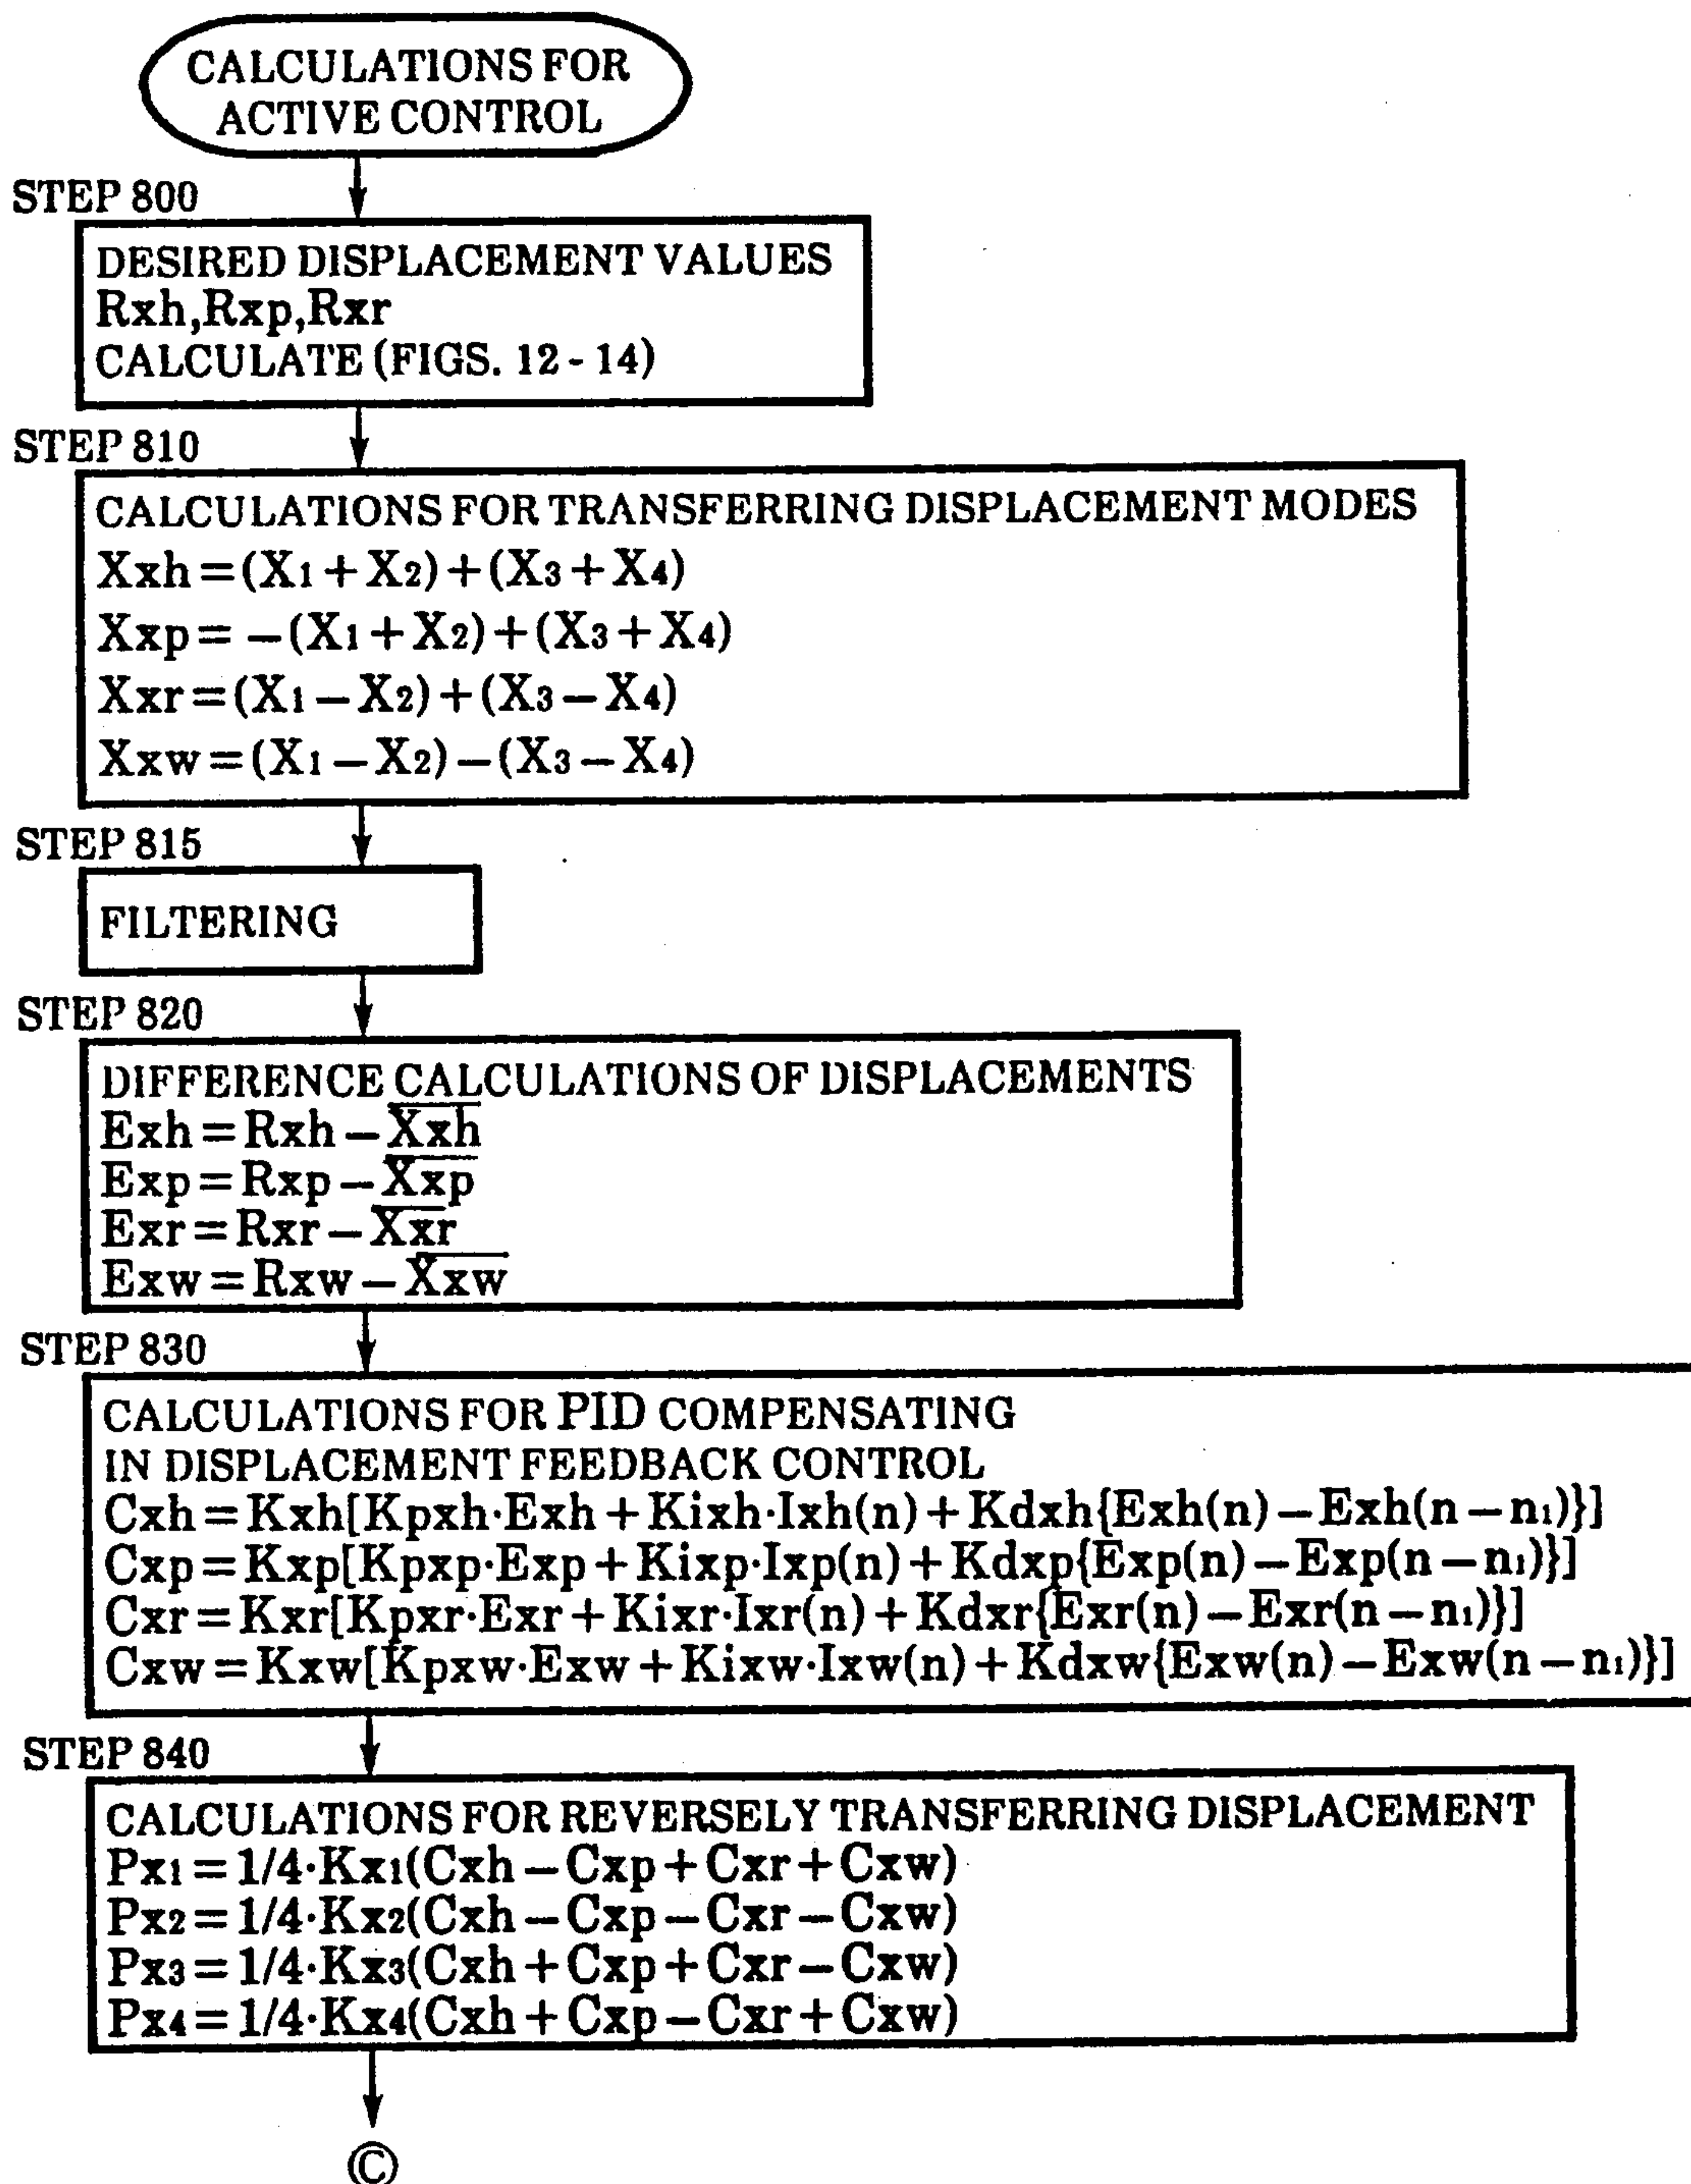 CALCULATIONS FOR
ACTIVE CONTROL
STEP 800
DESIRED DISPLACEMENT VALUES
Rxh,Rxp,Rxr
CALCULATE (FIGS. 12 - 14)
STEP 810
CALCULATIONS FOR TRANSFERRING DISPLACEMENT MODES
Xxh = (X₁ + X₂) + (X₃ + X₄)
Xxp = − (X₁ + X₂) + (X₃ + X₄)
Xxr = (X₁ − X₂) + (X₃ − X₄)
Xxw = (X₁ − X₂) − (X₃ − X₄)
STEP 815
FILTERING
STEP 820
DIFFERENCE CALCULATIONS OF DISPLACEMENTS
Exh = Rxh − X̅x̅h̅
Exp = Rxp − X̅x̅p̅
Exr = Rxr − X̅x̅r̅
Exw = Rxw − X̅x̅w̅
STEP 830
CALCULATIONS FOR PID COMPENSATING
IN DISPLACEMENT FEEDBACK CONTROL
Cxh = Kxh[Kpxh·Exh + Kixh·Ixh(n) + Kdxh{Exh(n) − Exh(n − n₁)}]
Cxp = Kxp[Kpxp·Exp + Kixp·Ixp(n) + Kdxp{Exp(n) − Exp(n − n₁)}]
Cxr = Kxr[Kpxr·Exr + Kixr·Ixr(n) + Kdxr{Exr(n) − Exr(n − n₁)}]
Cxw = Kxw[Kpxw·Exw + Kixw·Ixw(n) + Kdxw{Exw(n) − Exw(n − n₁)}]
STEP 840
CALCULATIONS FOR REVERSELY TRANSFERRING DISPLACEMENT
Px₁ = 1/4·Kx₁(Cxh − Cxp + Cxr + Cxw)
Px₂ = 1/4·Kx₂(Cxh − Cxp − Cxr − Cxw)
Px₃ = 1/4·Kx₃(Cxh + Cxp + Cxr − Cxw)
Px₄ = 1/4·Kx₄(Cxh + Cxp − Cxr + Cxw)
Ⓒ